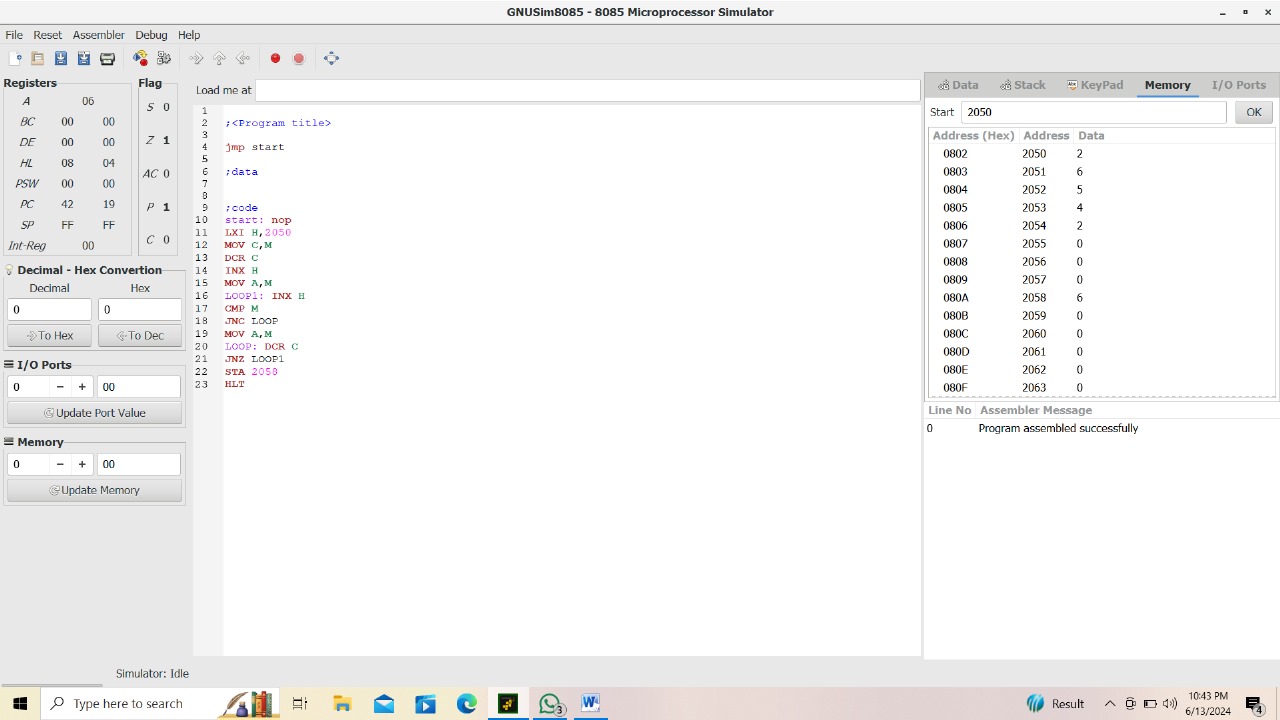 GNUSim8085 - 8085 Microprocessor Simulator
File Reset Assembler Debug Help
Registers
A 06
BC 00 00
DE 00 00
HL 08 04
PSW 00 00
PC 42 19
SP FF FF
Int-Reg 00
Flag
S 0
Z 1
AC 0
P 1
C 0
Decimal - Hex Convertion
Decimal Hex
0 0
To Hex To Dec
I/O Ports
0 - + 00
Update Port Value
Memory
0 - + 00
Update Memory
Load me at
1
2 ;<Program title>
3
4 jmp start
5
6 ;data
7
8
9 ;code
10 start: nop
11 LXI H,2050
12 MOV C,M
13 DCR C
14 INX H
15 MOV A,M
16 LOOP1: INX H
17 CMP M
18 JNC LOOP
19 MOV A,M
20 LOOP: DCR C
21 JNZ LOOP1
22 STA 2058
23 HLT
Data Stack KeyPad Memory I/O Ports
Start 2050 OK
Address (Hex) Address Data
0802 2050 2
0803 2051 6
0804 2052 5
0805 2053 4
0806 2054 2
0807 2055 0
0808 2056 0
0809 2057 0
080A 2058 6
080B 2059 0
080C 2060 0
080D 2061 0
080E 2062 0
080F 2063 0
Line No Assembler Message
0 Program assembled successfully
Simulator: Idle
Type here to search
3
W
Result
10:43 PM
6/13/2024
4